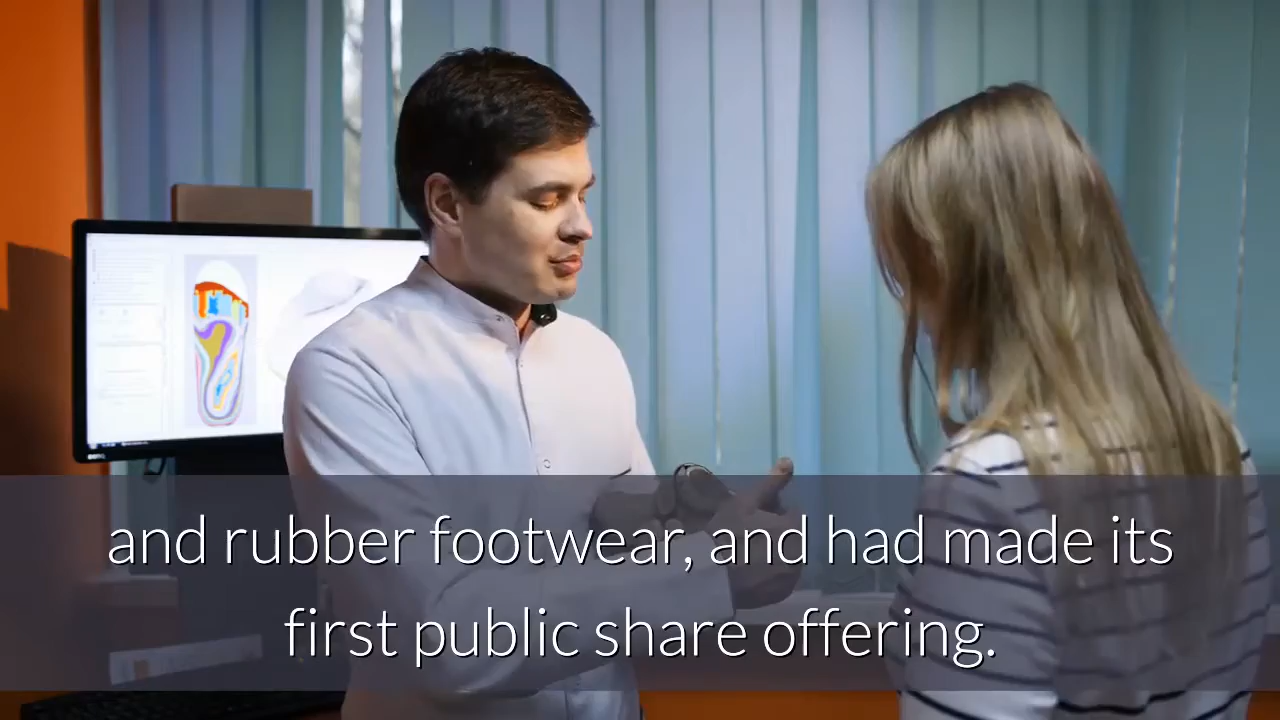 and rubber footwear, and had made its
first public share offering.